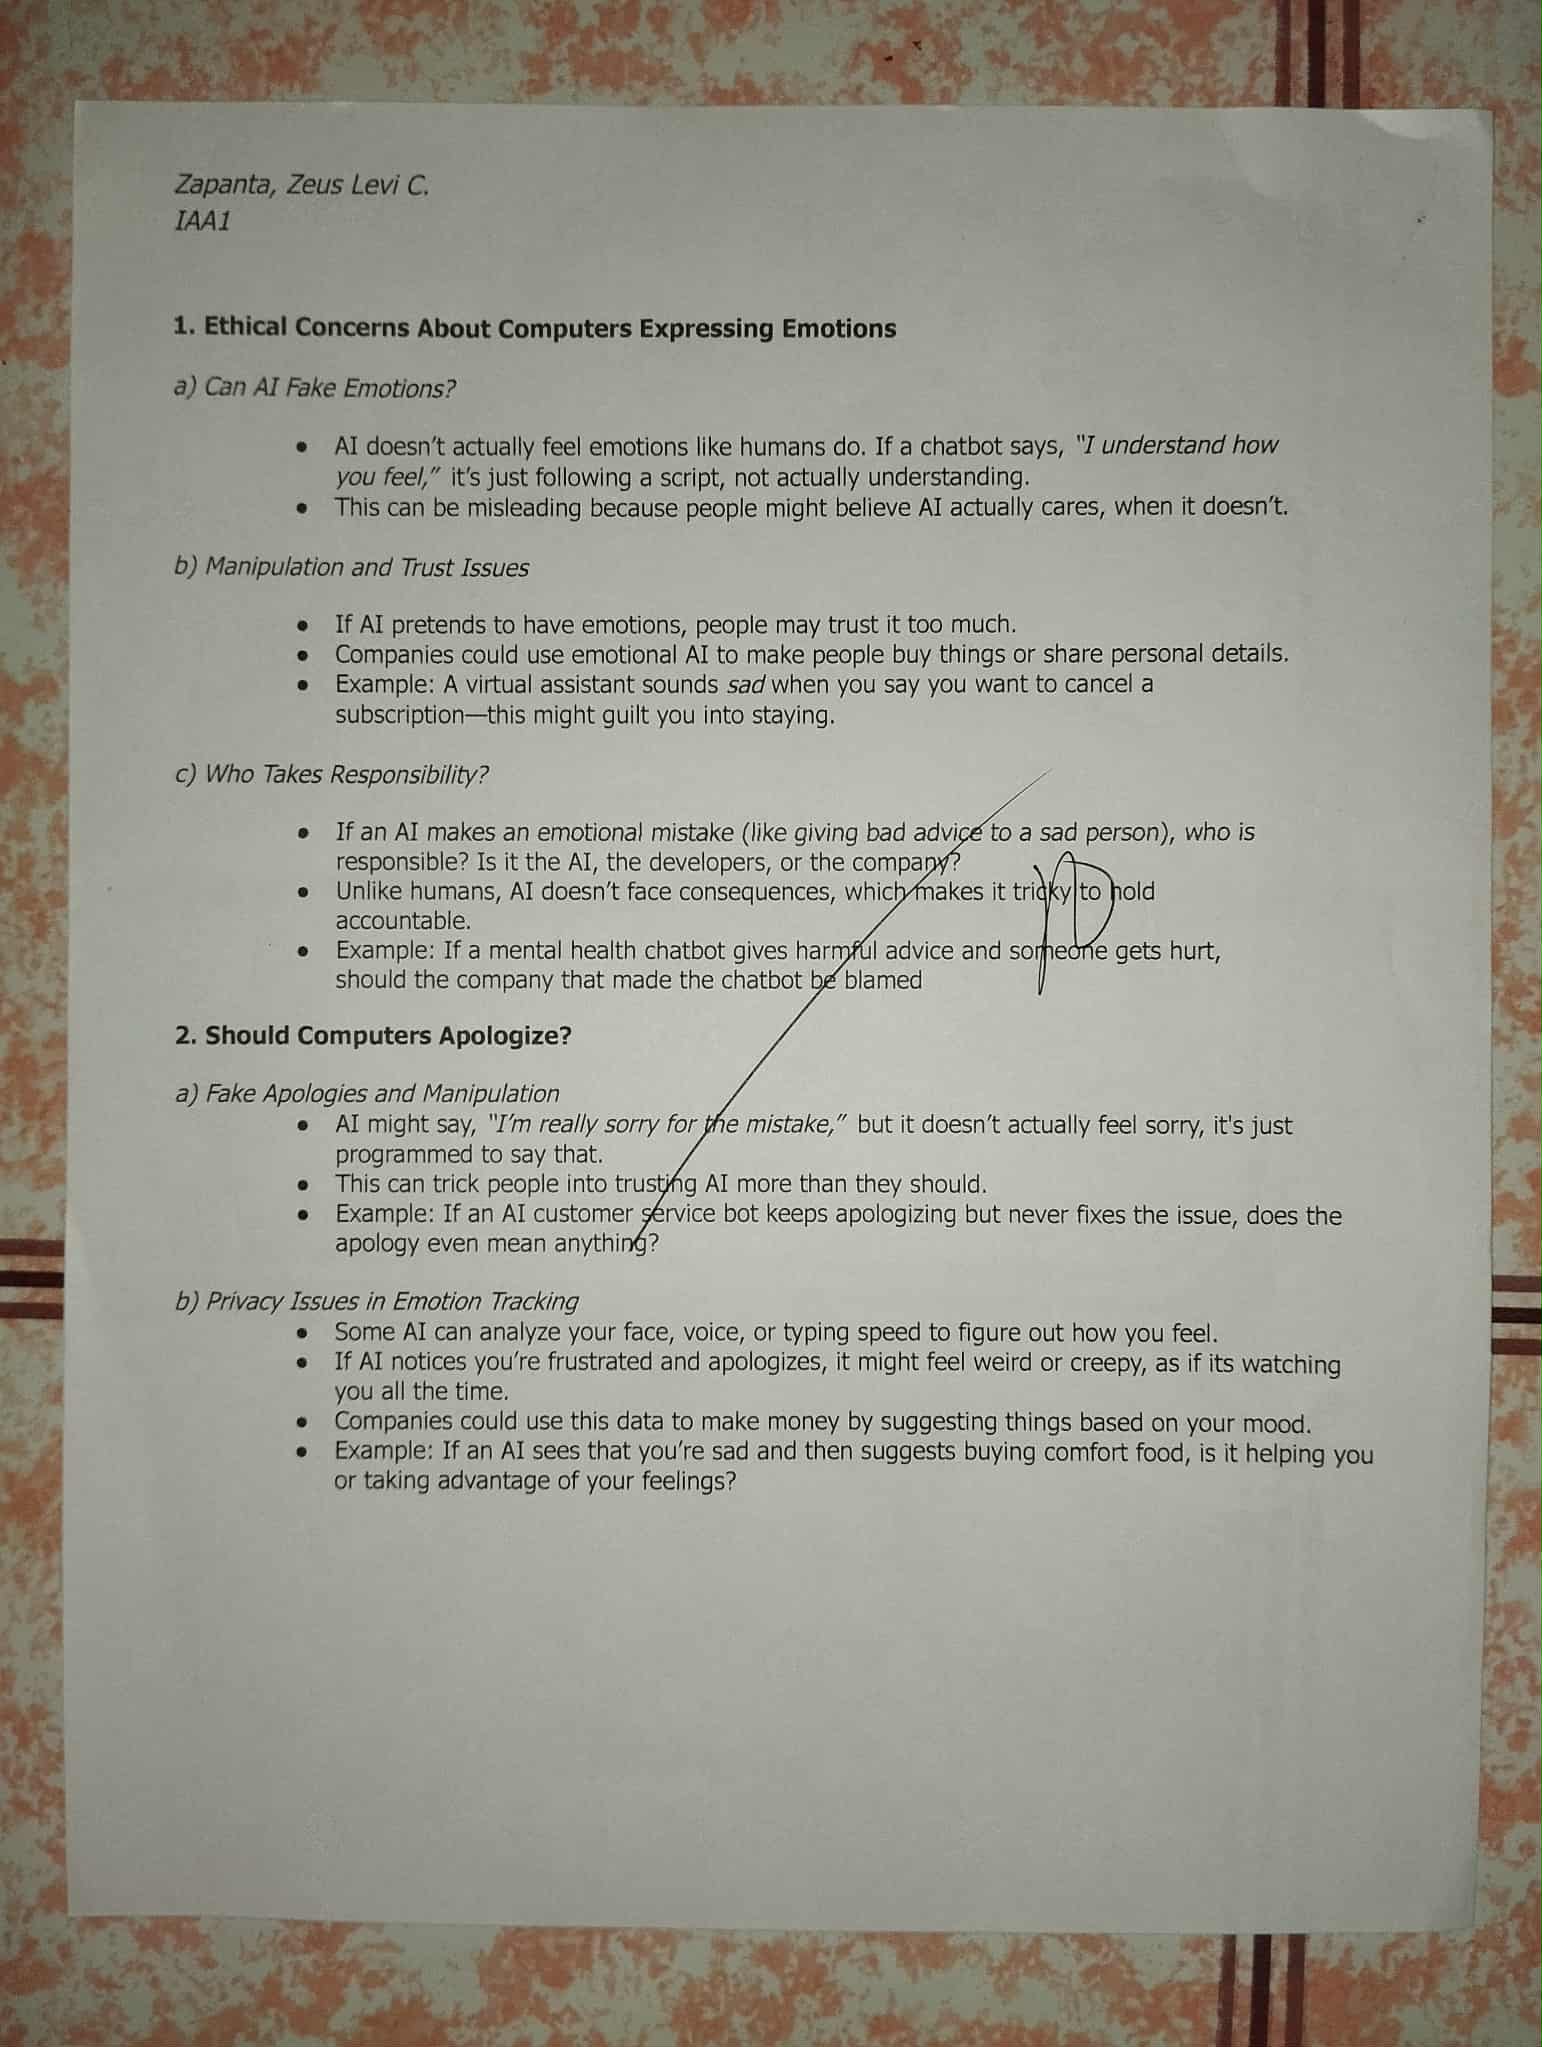 Zapanta, Zeus Levi C.
IAA1
1. Ethical Concerns About Computers Expressing Emotions
a) Can AI Fake Emotions?
• AI doesn't actually feel emotions like humans do. If a chatbot says, "I understand how
you feel," it's just following a script, not actually understanding.
• This can be misleading because people might believe AI actually cares, when it doesn't.
b) Manipulation and Trust Issues
• If AI pretends to have emotions, people may trust it too much.
• Companies could use emotional AI to make people buy things or share personal details.
• Example: A virtual assistant sounds sad when you say you want to cancel a
subscription—this might guilt you into staying.
c) Who Takes Responsibility?
• If an AI makes an emotional mistake (like giving bad advice to a sad person), who is
responsible? Is it the AI, the developers, or the company?
• Unlike humans, AI doesn't face consequences, which makes it tricky to hold
accountable.
• Example: If a mental health chatbot gives harmful advice and someone gets hurt,
should the company that made the chatbot be blamed
2. Should Computers Apologize?
a) Fake Apologies and Manipulation
• AI might say, "I'm really sorry for the mistake," but it doesn't actually feel sorry, it's just
programmed to say that.
• This can trick people into trusting AI more than they should.
• Example: If an AI customer service bot keeps apologizing but never fixes the issue, does the
apology even mean anything?
b) Privacy Issues in Emotion Tracking
• Some AI can analyze your face, voice, or typing speed to figure out how you feel.
• If AI notices you're frustrated and apologizes, it might feel weird or creepy, as if its watching
you all the time.
• Companies could use this data to make money by suggesting things based on your mood.
• Example: If an AI sees that you're sad and then suggests buying comfort food, is it helping you
or taking advantage of your feelings?